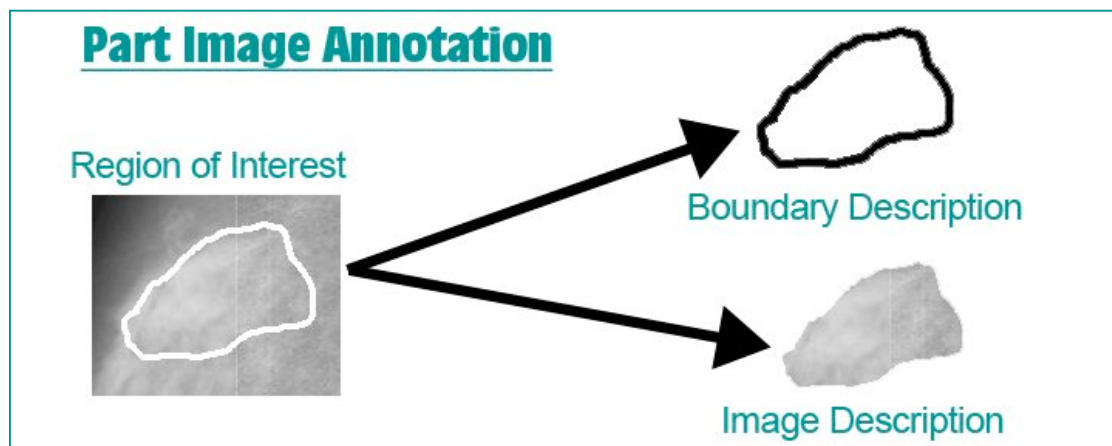 Part Image Annotation
Region of Interest
Boundary Description
Image Description